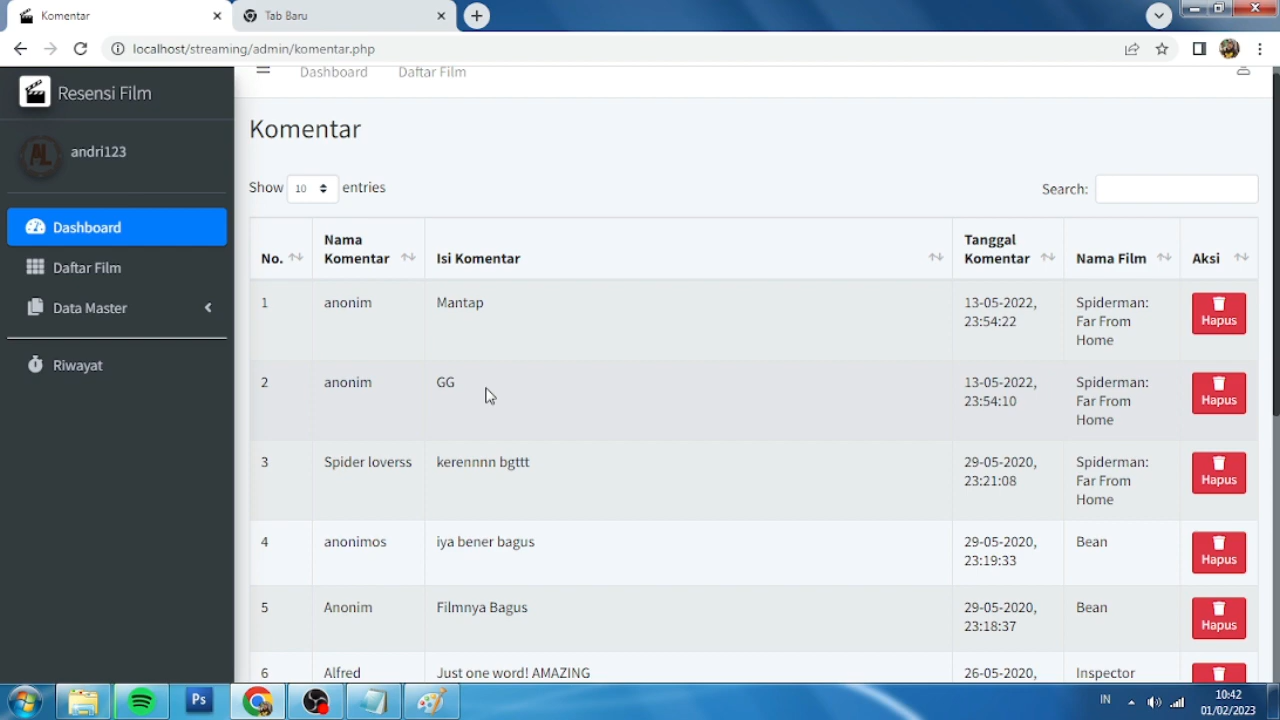 Komentar
Tab Baru
localhost/streaming/admin/komentar.php
Resensi Film
Dashboard
Daftar Film
andri123
Dashboard
Daftar Film
Data Master
Riwayat
Komentar
Show 10 entries
Search:
No.
Nama
Komentar
Isi Komentar
Tanggal
Komentar
Nama Film
Aksi
1
anonim
Mantap
13-05-2022,
23:54:22
Spiderman:
Far From
Home
Hapus
2
anonim
GG
13-05-2022,
23:54:10
Spiderman:
Far From
Home
Hapus
3
Spider loverss
kerennnn bgttt
29-05-2020,
23:21:08
Spiderman:
Far From
Home
Hapus
4
anonimos
iya bener bagus
29-05-2020,
23:19:33
Bean
Hapus
5
Anonim
Filmnya Bagus
29-05-2020,
23:18:37
Bean
Hapus
6
Alfred
Just one word! AMAZING
26-05-2020,
Inspector
Ps
IN
10:42
01/02/2023